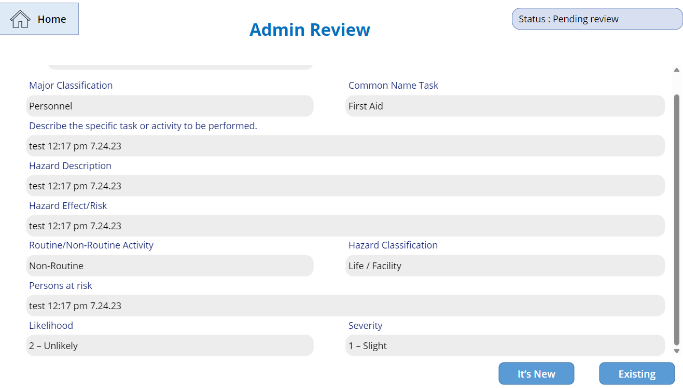 Home
Admin Review
Status : Pending review
Major Classification
Common Name Task
Personnel
First Aid
Describe the specific task or activity to be performed.
test 12:17 pm 7.24.23
Hazard Description
test 12:17 pm 7.24.23
Hazard Effect/Risk
test 12:17 pm 7.24.23
Routine/Non-Routine Activity
Hazard Classification
Non-Routine
Life / Facility
Persons at risk
test 12:17 pm 7.24.23
Likelihood
Severity
2 – Unlikely
1 – Slight
It's New
Existing